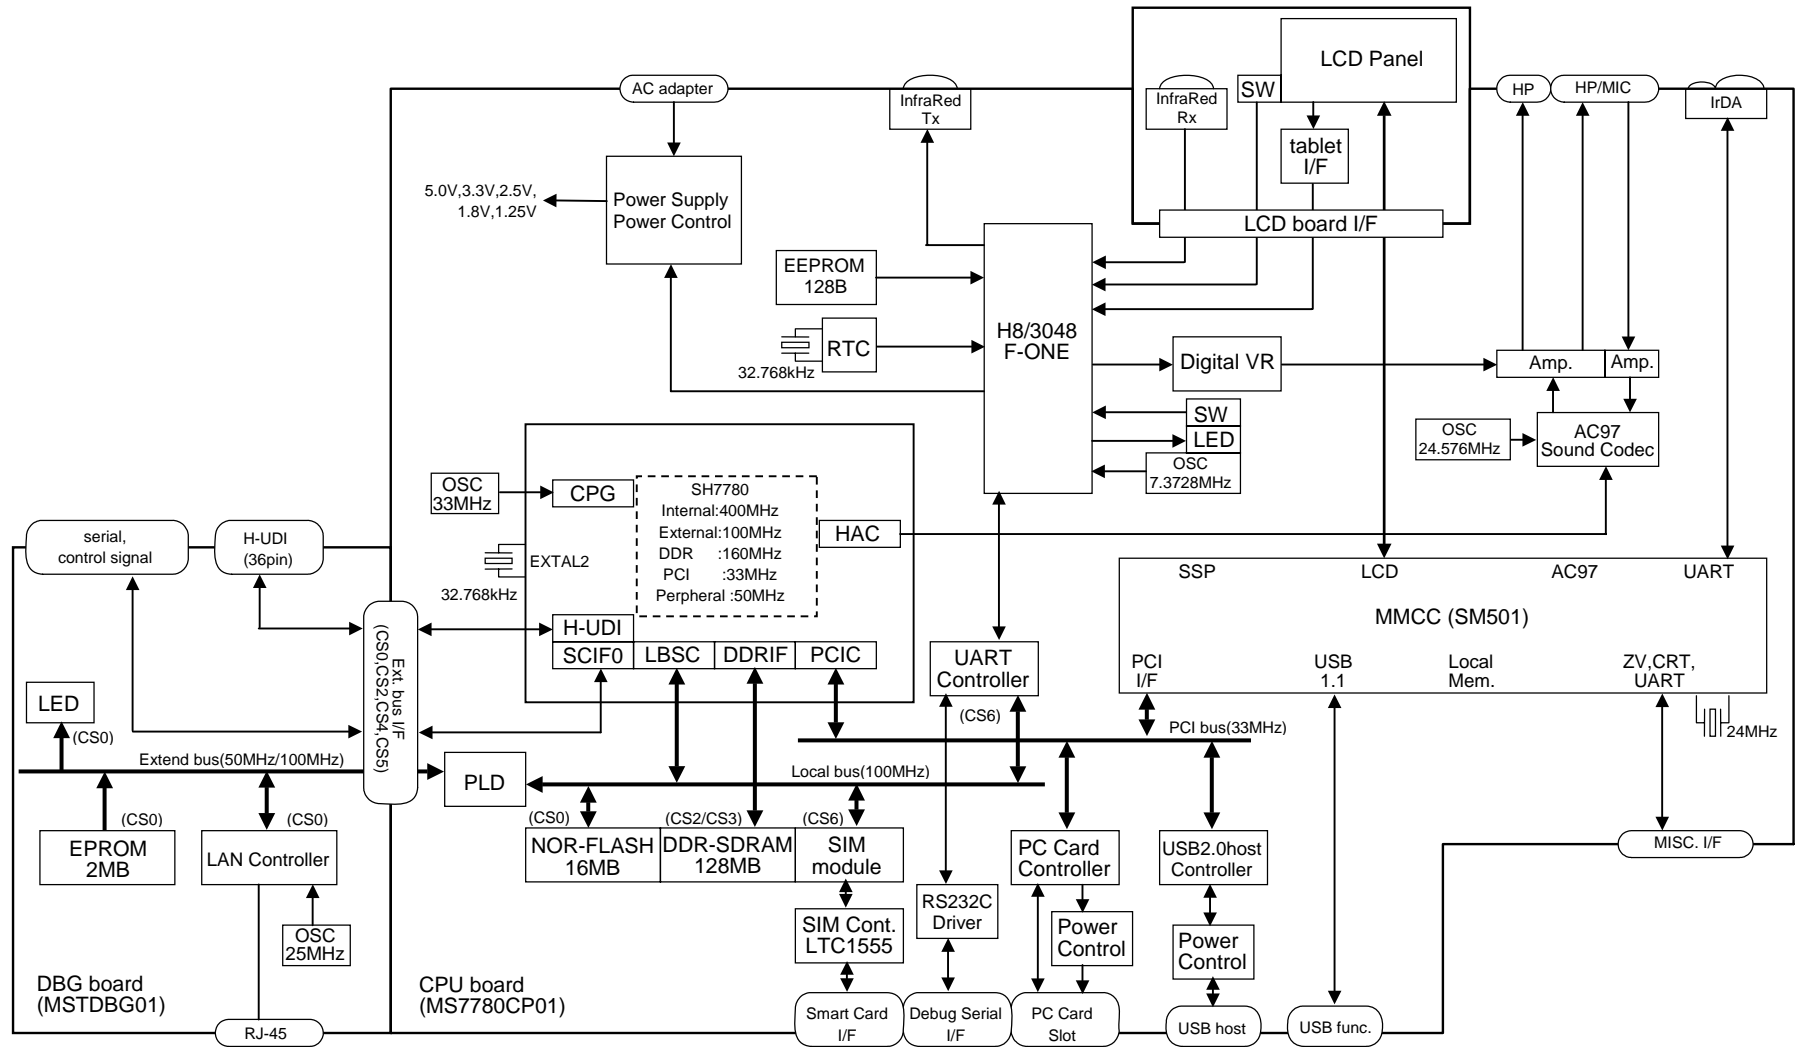 LCD Panel
SW
InfraRed
Rx
tablet
I/F
LCD board I/F
AC adapter
InfraRed
Tx
HP
HP/MIC
IrDA
5.0V,3.3V,2.5V,
1.8V,1.25V
Power Supply
Power Control
EEPROM
128B
RTC
32.768kHz
H8/3048
F-ONE
Digital VR
Amp.
Amp.
SW
LED
OSC
7.3728MHz
OSC
24.576MHz
AC97
Sound Codec
OSC
33MHz
CPG
SH7780
Internal:400MHz
External:100MHz
DDR :160MHz
PCI :33MHz
Perpheral :50MHz
HAC
EXTAL2
32.768kHz
H-UDI
SCIF0
LBSC
DDRIF
PCIC
serial,
control signal
H-UDI
(36pin)
Ext. bus I/F
(CS0,CS2,CS4,CS5)
LED
(CS0)
Extend bus(50MHz/100MHz)
PLD
Local bus(100MHz)
UART
Controller
(CS6)
PCI bus(33MHz)
SSP
LCD
AC97
UART
MMCC (SM501)
PCI
I/F
USB
1.1
Local
Mem.
ZV,CRT,
UART
24MHz
(CS0)
EPROM
2MB
(CS0)
LAN Controller
OSC
25MHz
(CS0)
NOR-FLASH
16MB
(CS2/CS3)
DDR-SDRAM
128MB
(CS6)
SIM
module
SIM Cont.
LTC1555
RS232C
Driver
PC Card
Controller
Power
Control
USB2.0host
Controller
Power
Control
MISC. I/F
DBG board
(MSTDBG01)
CPU board
(MS7780CP01)
RJ-45
Smart Card
I/F
Debug Serial
I/F
PC Card
Slot
USB host
USB func.